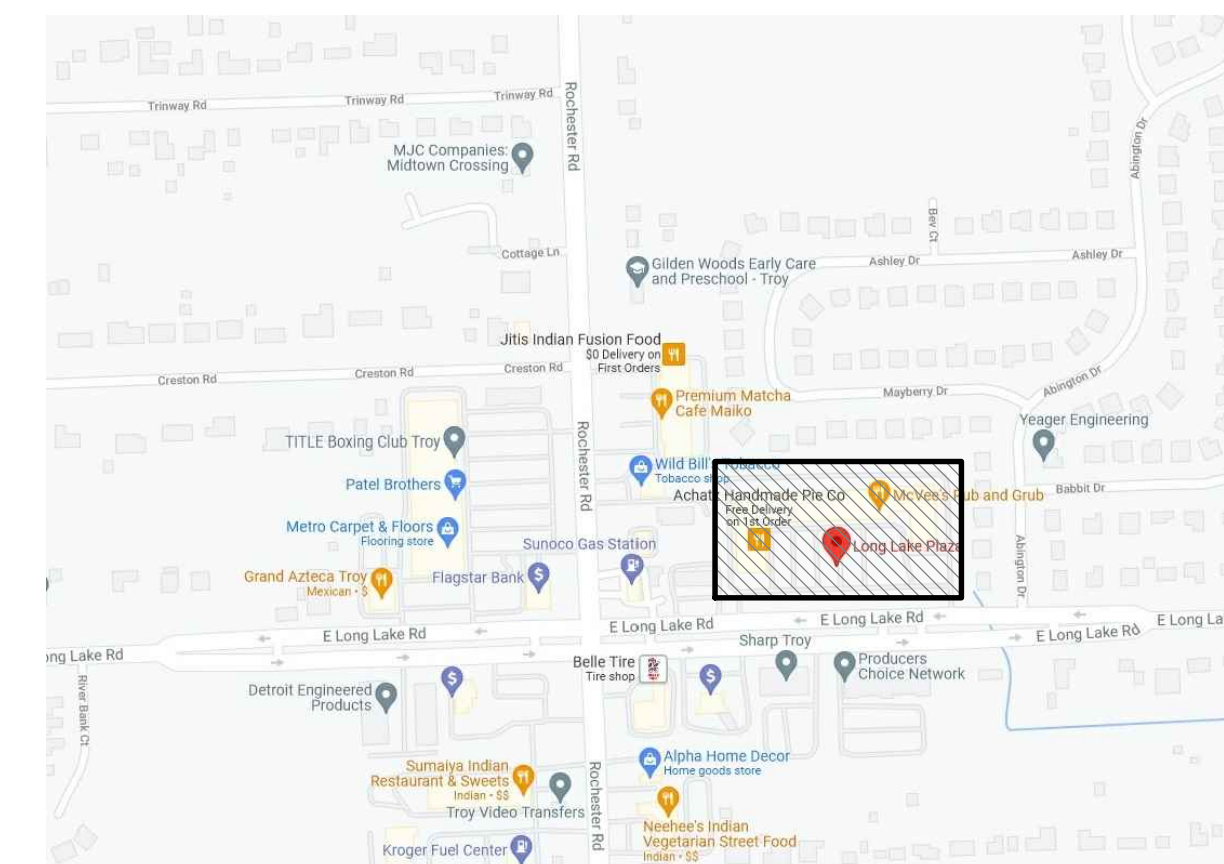 Trinway Rd
Trinway Rd
Trinway Rd
Rochester Rd
Abington Dr
MJC Companies:
Midtown Crossing
Bev Ct
Cottage Ln
Ashley Dr
Ashley Dr
Gilden Woods Early Care
and Preschool - Troy
Jitis Indian Fusion Food
$0 Delivery on
First Orders
Creston Rd
Creston Rd
Creston Rd
Abington Dr
Mayberry Dr
Premium Matcha
Cafe Maiko
Yeager Engineering
TITLE Boxing Club Troy
Rochester Rd
Wild Bill's Tobacco
Tobacco shop
Patel Brothers
Achatz Handmade Pie Co
Free Delivery
on 1st Order
McVee's Pub and Grub
Babbit Dr
Metro Carpet & Floors
Flooring store
Sunoco Gas Station
Long Lake Plaza
Abington Dr
Grand Azteca Troy
Mexican • $
Flagstar Bank
E Long Lake Rd
E Long Lake Rd
E Long Lake Rd
E Long Lake Rd
E Long La
ong Lake Rd
Sharp Troy
Belle Tire
Tire shop
Producers
Choice Network
River Bank Ct
Detroit Engineered
Products
Alpha Home Decor
Home goods store
Sumaiya Indian
Restaurant & Sweets
Indian • $$
Rochester Rd
Troy Video Transfers
Neehee's Indian
Vegetarian Street Food
Indian • $$
Kroger Fuel Center